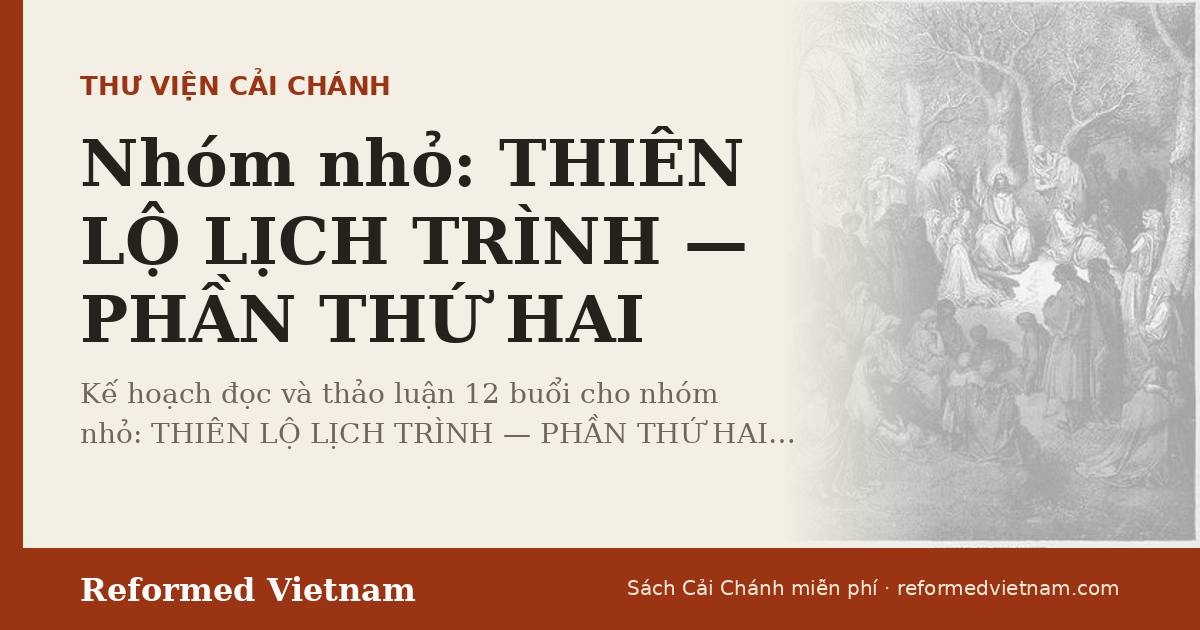 THƯ VIỆN CẢI CHÁNH
Nhóm nhỏ: THIÊN
LỘ LỊCH TRÌNH —
PHẦN THỨ HAI
Kế hoạch đọc và thảo luận 12 buổi cho nhóm
nhỏ: THIÊN LỘ LỊCH TRÌNH — PHẦN THỨ HAI...
Reformed Vietnam
Sách Cải Chánh miễn phí · reformedvietnam.com